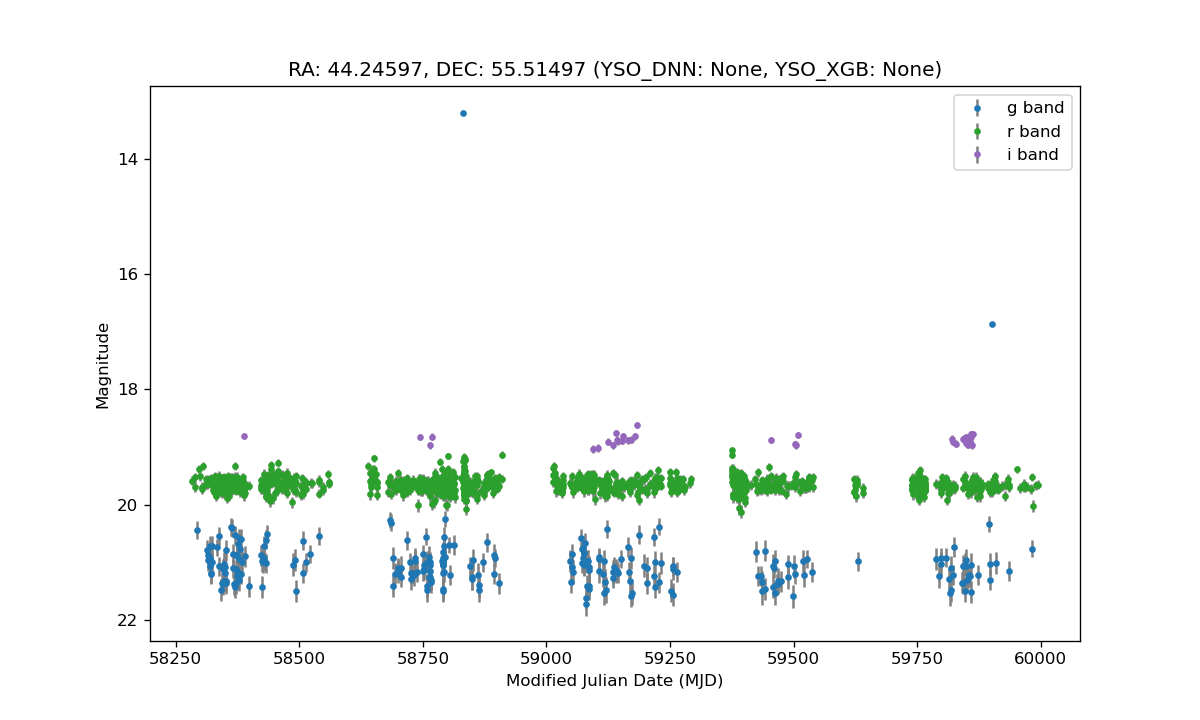 RA: 44.24597, DEC: 55.51497 (YSO_DNN: None, YSO_XGB: None)
g band
r band
i band
Magnitude
14
16
18
20
22
58250 58500 58750 59000 59250 59500 59750 60000
Modified Julian Date (MJD)